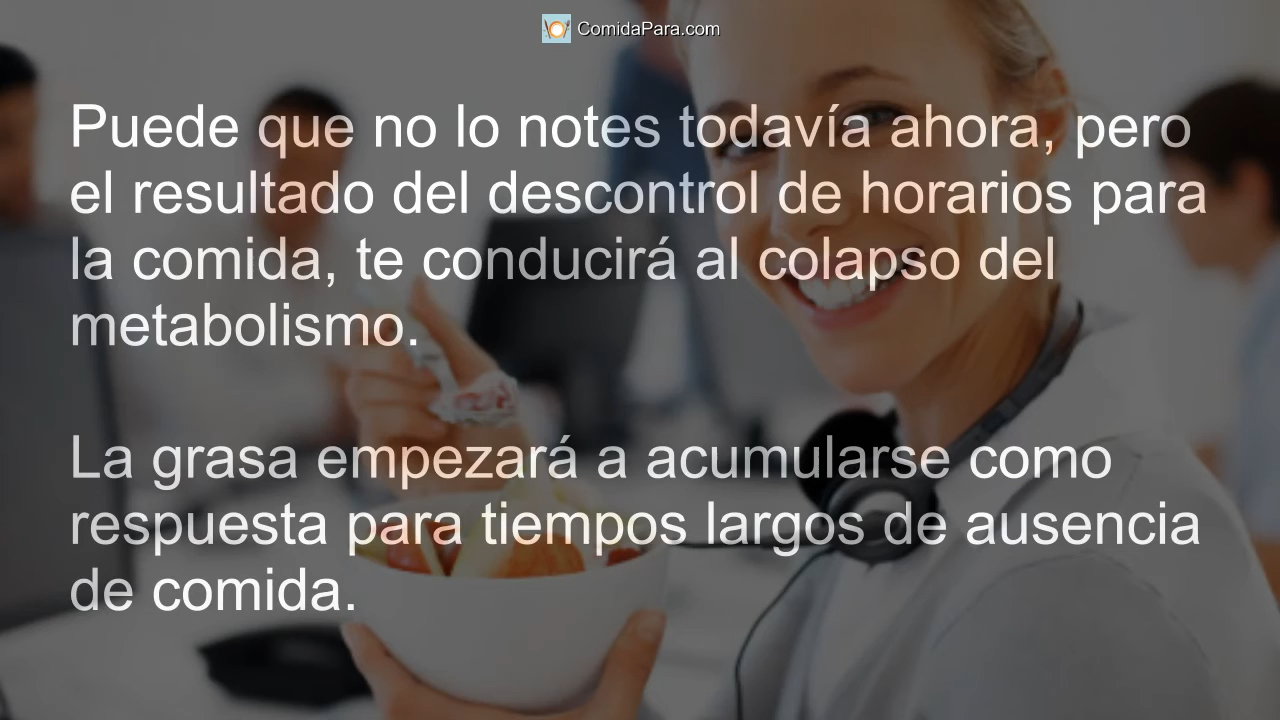 ComidaPara.com
Puede que no lo notes todavía ahora, pero
el resultado del descontrol de horarios para
la comida, te conducirá al colapso del
metabolismo.
La grasa empezará a acumularse como
respuesta para tiempos largos de ausencia
de comida.